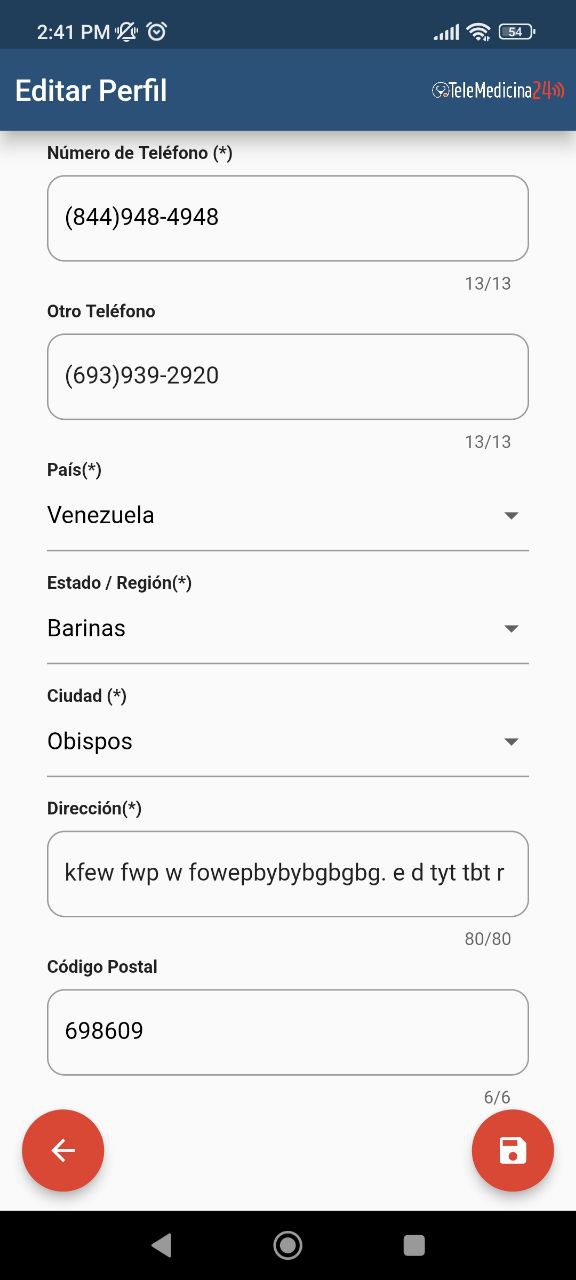 2:41 PM
54
Editar Perfil
TeleMedicina24
Número de Teléfono (*)
(844)948-4948
13/13
Otro Teléfono
(693)939-2920
13/13
País(*)
Venezuela
Estado / Región(*)
Barinas
Ciudad (*)
Obispos
Dirección(*)
kfew fwp w fowepbybybgbgbg. e d tyt tbt r
80/80
Código Postal
698609
6/6